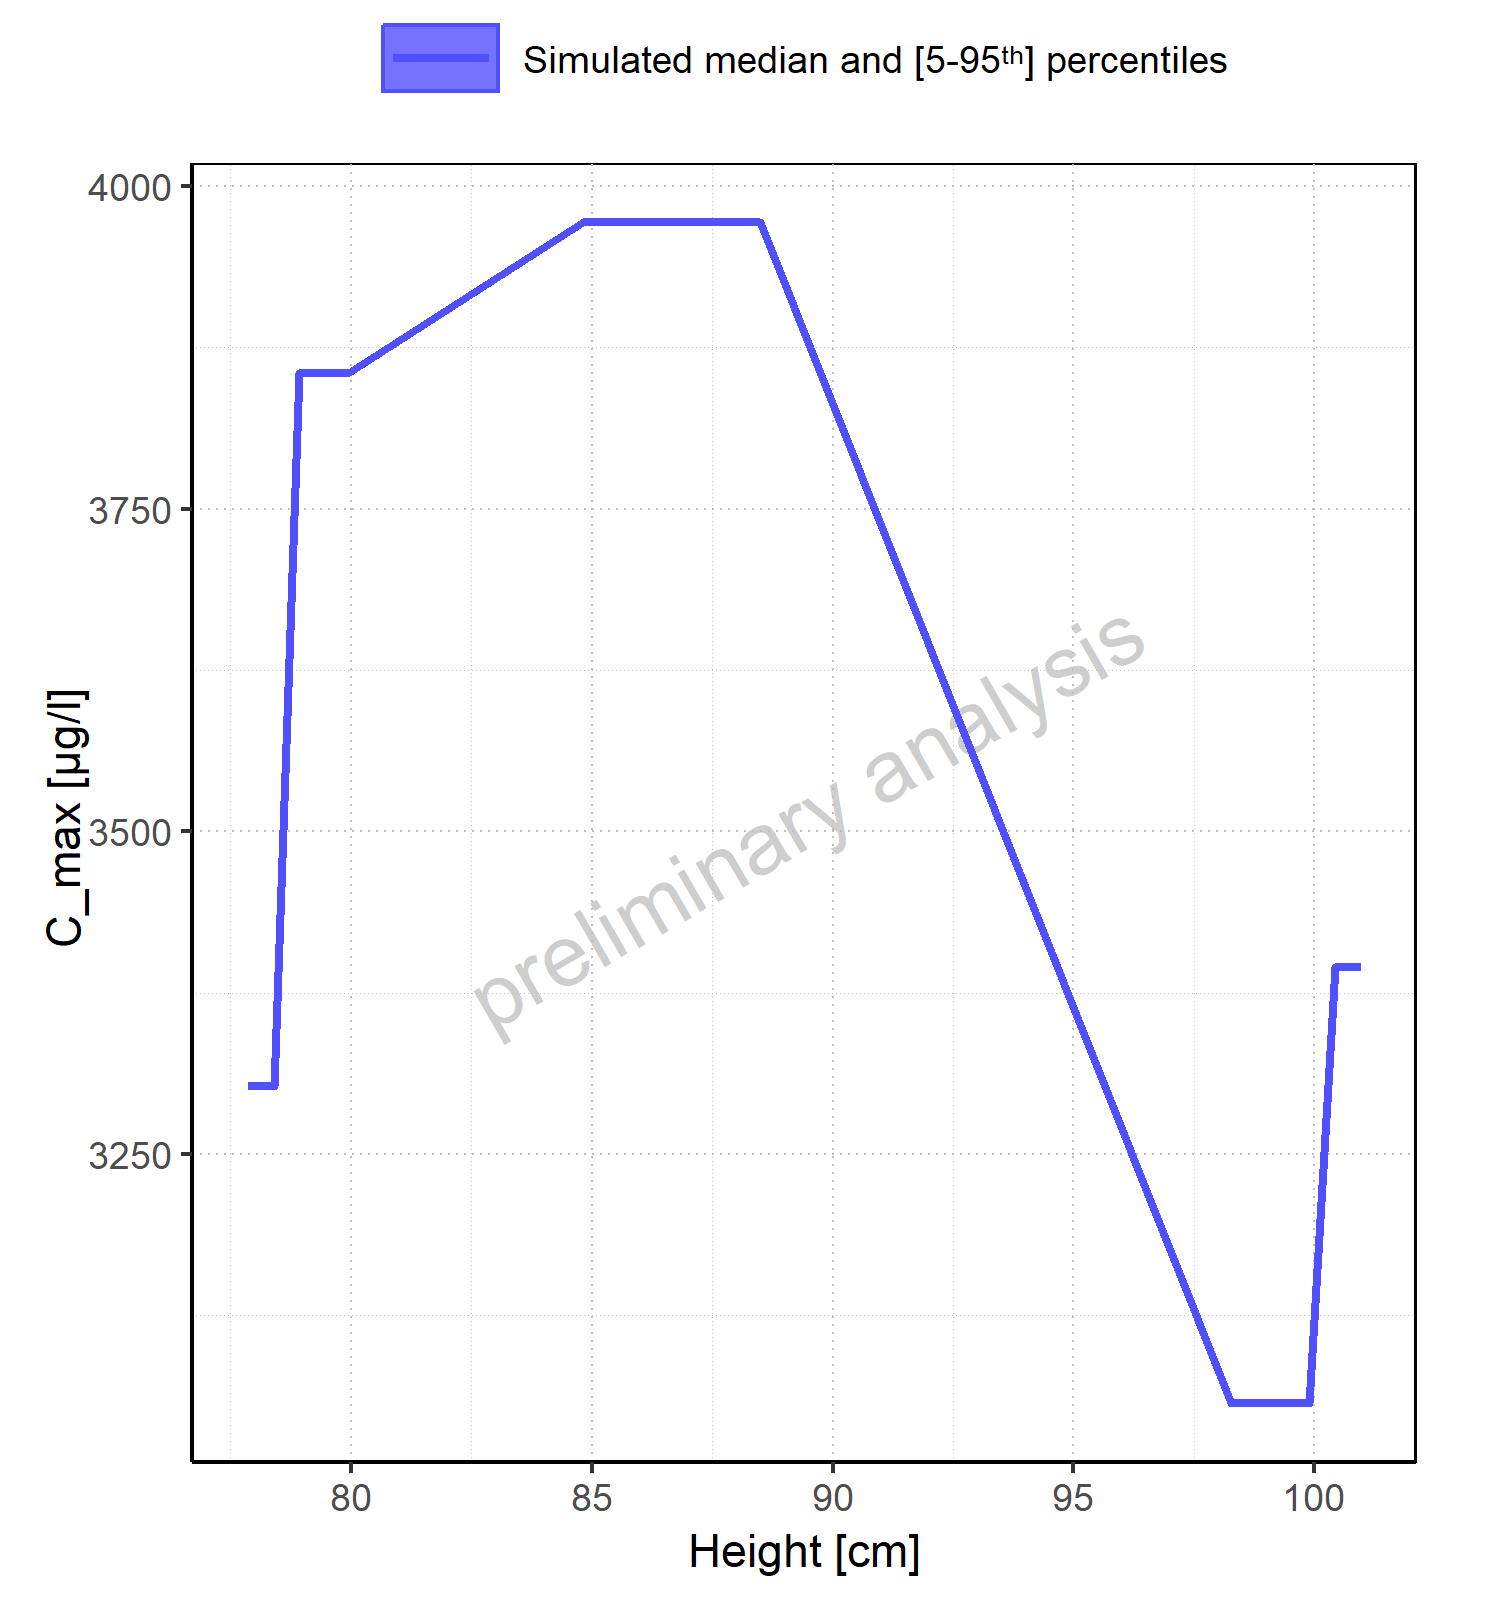 Simulated median and [5-95th] percentiles
4000
3750
3500
3250
C_max [µg/l]
preliminary analysis
80 85 90 95 100
Height [cm]